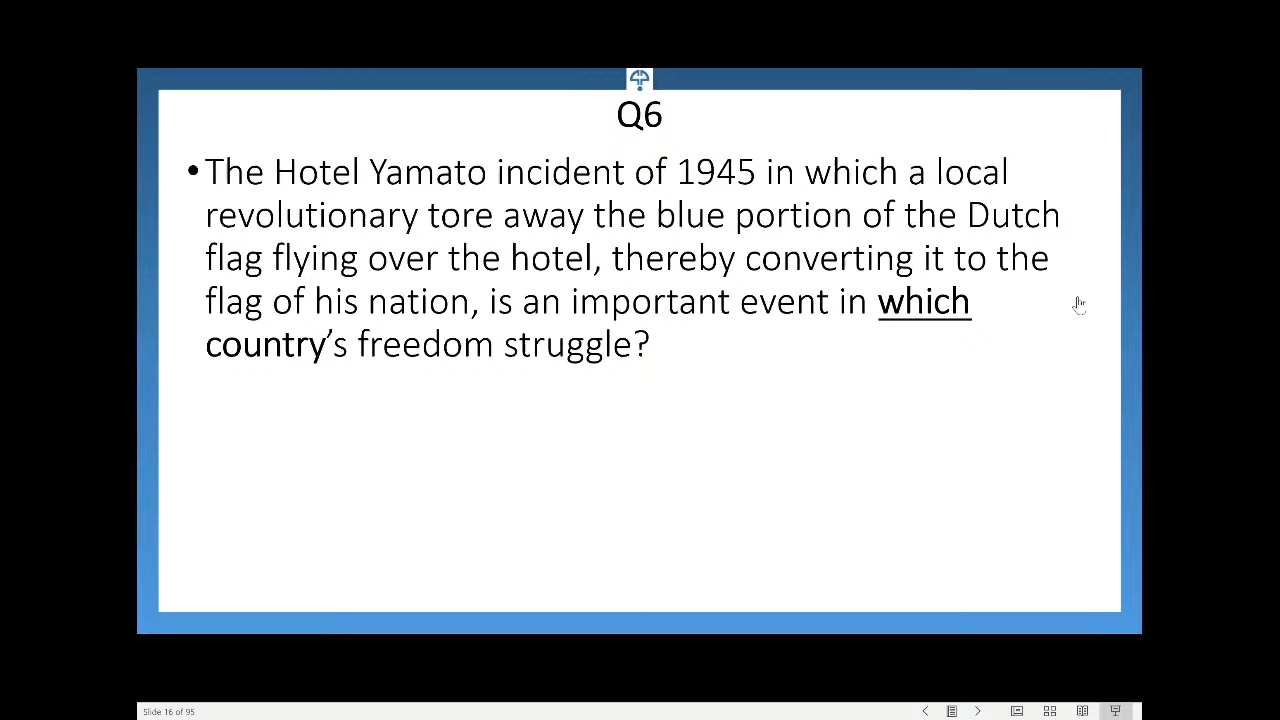 Q6
•The Hotel Yamato incident of 1945 in which a local
revolutionary tore away the blue portion of the Dutch
flag flying over the hotel, thereby converting it to the
flag of his nation, is an important event in which
country's freedom struggle?
Slide 16 of 95